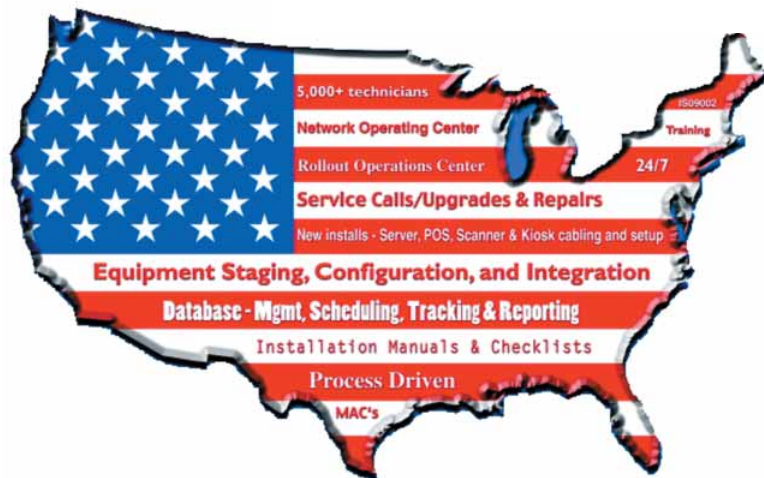 5,000+ technicians
ISO9002
Network Operating Center
Training
Rollout Operations Center
24/7
Service Calls/Upgrades & Repairs
New installs - Server, POS, Scanner & Kiosk cabling and setup
Equipment Staging, Configuration, and Integration
Database - Mgmt, Scheduling, Tracking & Reporting
Installation Manuals & Checklists
Process Driven
MAC's